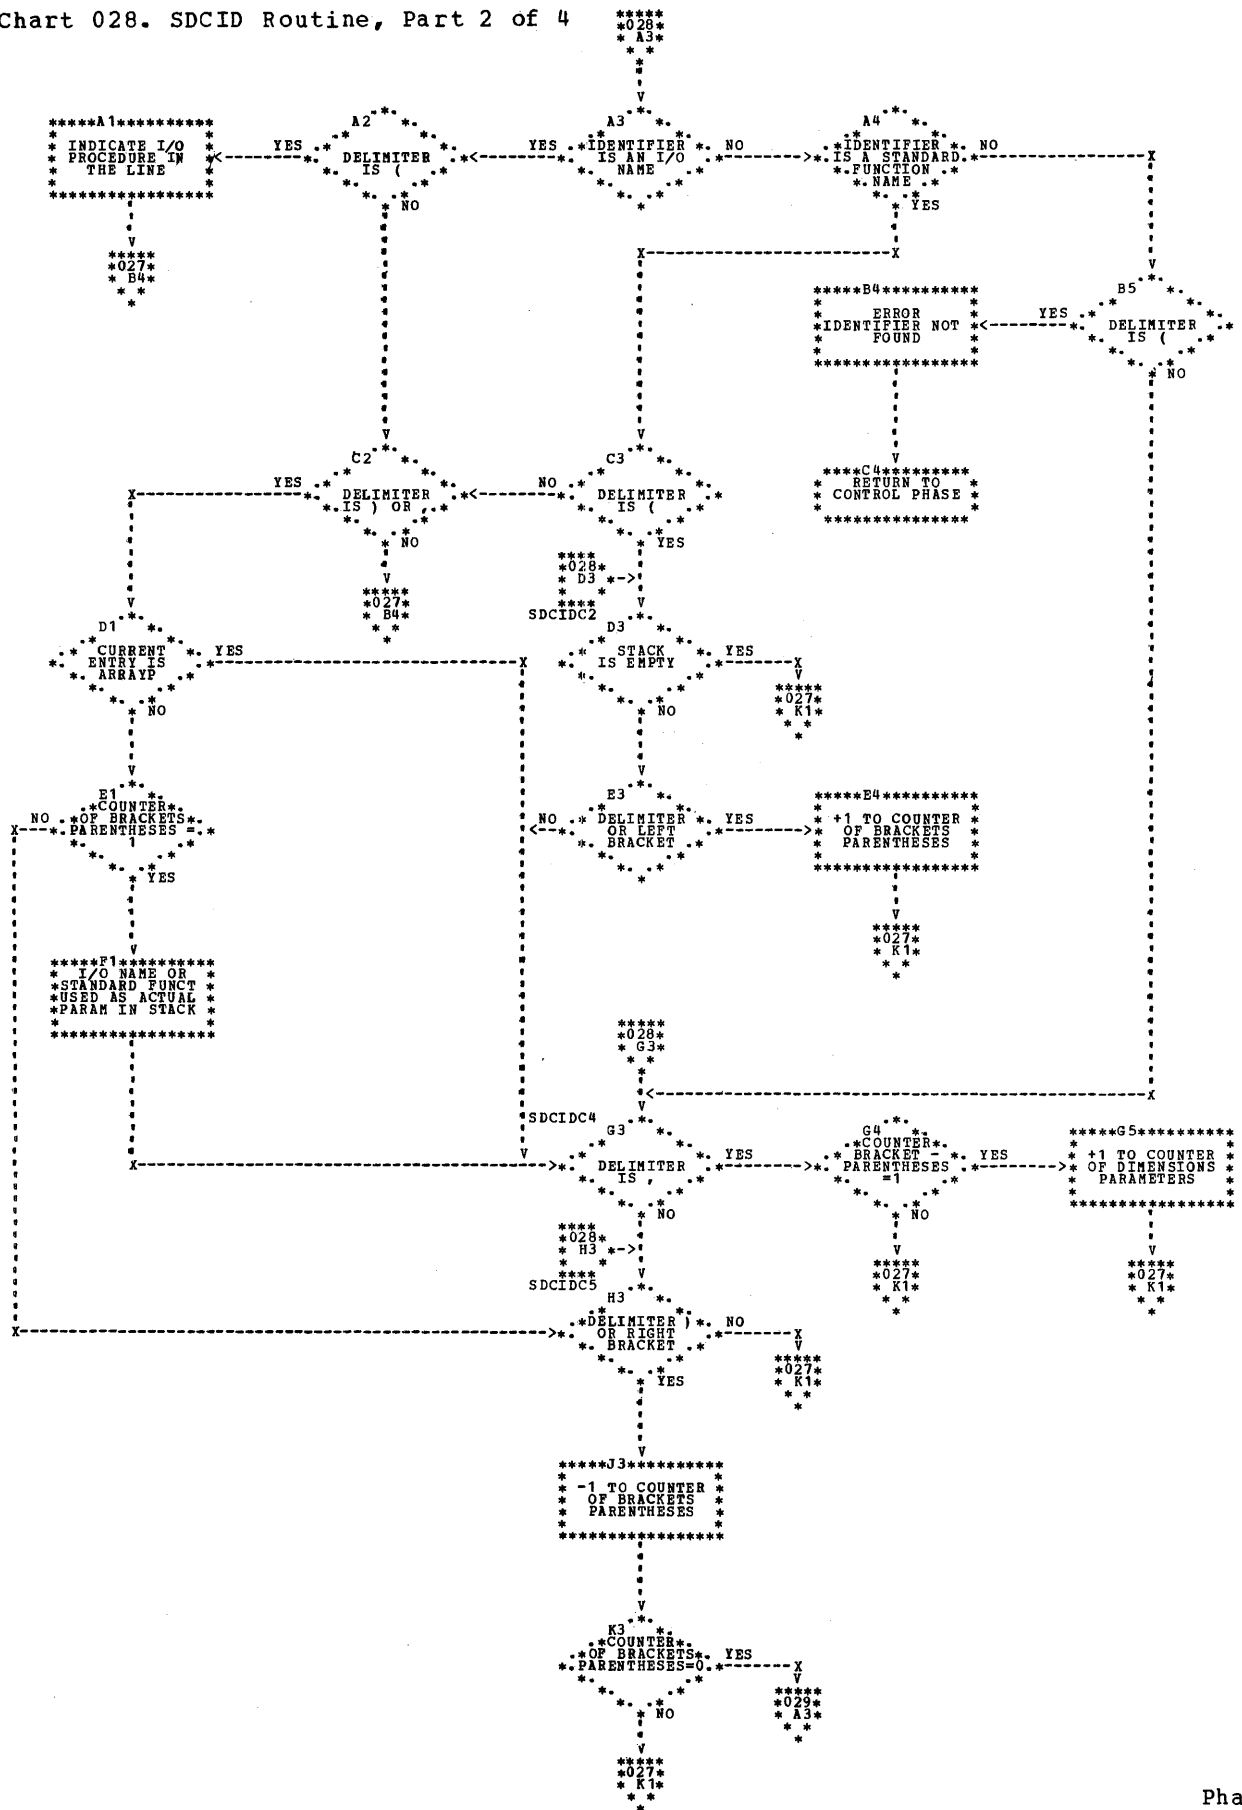 Chart 028. SDCID Routine, Part 2 of 4
028
A3
A1
INDICATE I/O
PROCEDURE IN
THE LINE
YES
A2
DELIMITER
IS (
NO
YES
A3
IDENTIFIER
IS AN I/O
NAME
NO
A4
IDENTIFIER
IS A STANDARD
FUNCTION
NAME
NO
YES
027
B4
B4
ERROR
IDENTIFIER NOT
FOUND
YES
B5
DELIMITER
IS (
NO
YES
C2
DELIMITER
IS ) OR ,
NO
NO
C3
DELIMITER
IS (
YES
C4
RETURN TO
CONTROL PHASE
028
D3
SDCIDC2
027
B4
D1
CURRENT
ENTRY IS
ARRAYP
YES
NO
D3
STACK
IS EMPTY
YES
NO
027
K1
NO
E1
COUNTER
OF BRACKETS
PARENTHESES =
1
YES
NO
E3
DELIMITER
OR LEFT
BRACKET
YES
E4
+1 TO COUNTER
OF BRACKETS
PARENTHESES
027
K1
F1
I/O NAME OR
STANDARD FUNCT
USED AS ACTUAL
PARAM IN STACK
028
G3
SDCIDC4
G3
DELIMITER
IS ,
YES
NO
G4
COUNTER
BRACKET -
PARENTHESES
=1
YES
NO
G5
+1 TO COUNTER
OF DIMENSIONS
PARAMETERS
028
H3
SDCIDC5
027
K1
027
K1
H3
DELIMITER )
OR RIGHT
BRACKET
NO
YES
027
K1
J3
-1 TO COUNTER
OF BRACKETS
PARENTHESES
K3
COUNTER
OF BRACKETS
PARENTHESES=0
YES
NO
029
A3
027
K1
Pha